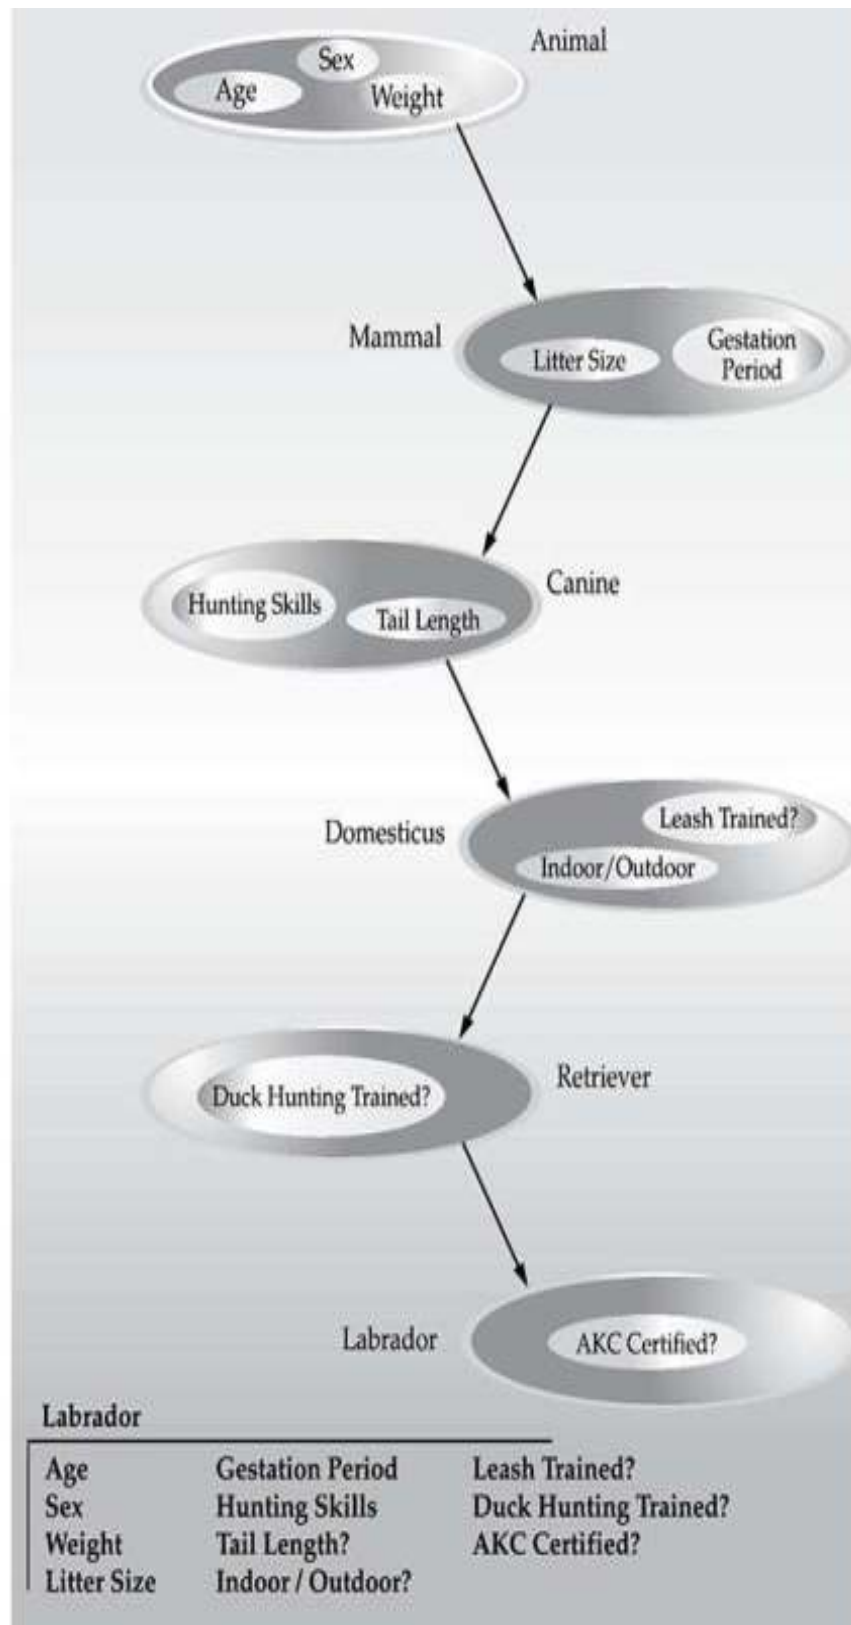 Animal
Sex
Age
Weight
Mammal
Litter Size
Gestation
Period
Canine
Hunting Skills
Tail Length
Domesticus
Leash Trained?
Indoor/Outdoor
Retriever
Duck Hunting Trained?
Labrador
AKC Certified?
Labrador
Age Gestation Period Leash Trained?
Sex Hunting Skills Duck Hunting Trained?
Weight Tail Length? AKC Certified?
Litter Size Indoor / Outdoor?